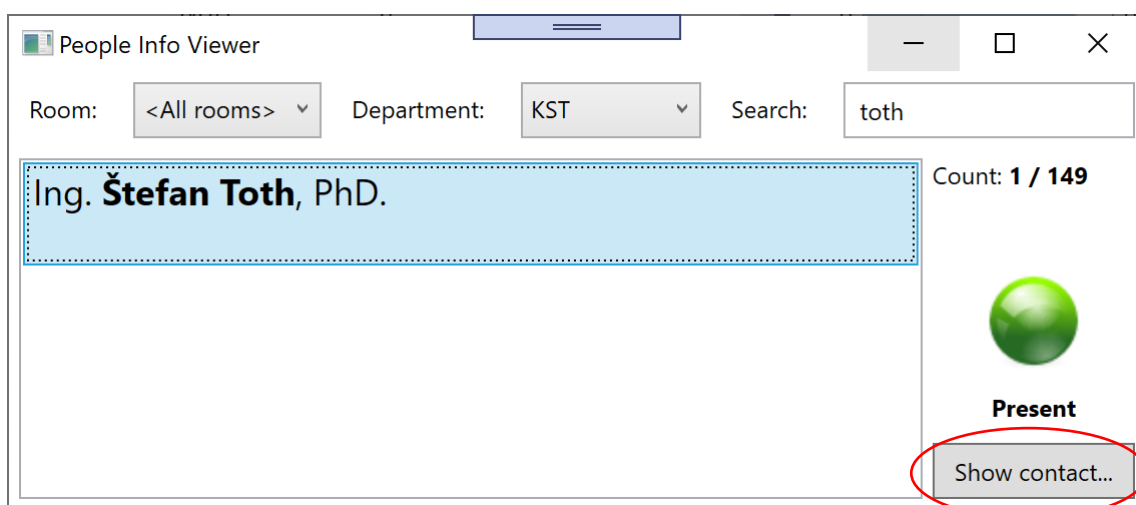 People Info Viewer
Room: <All rooms> Department: KST Search: toth
Ing. Štefan Toth, PhD.
Count: 1 / 149
Present
Show contact...